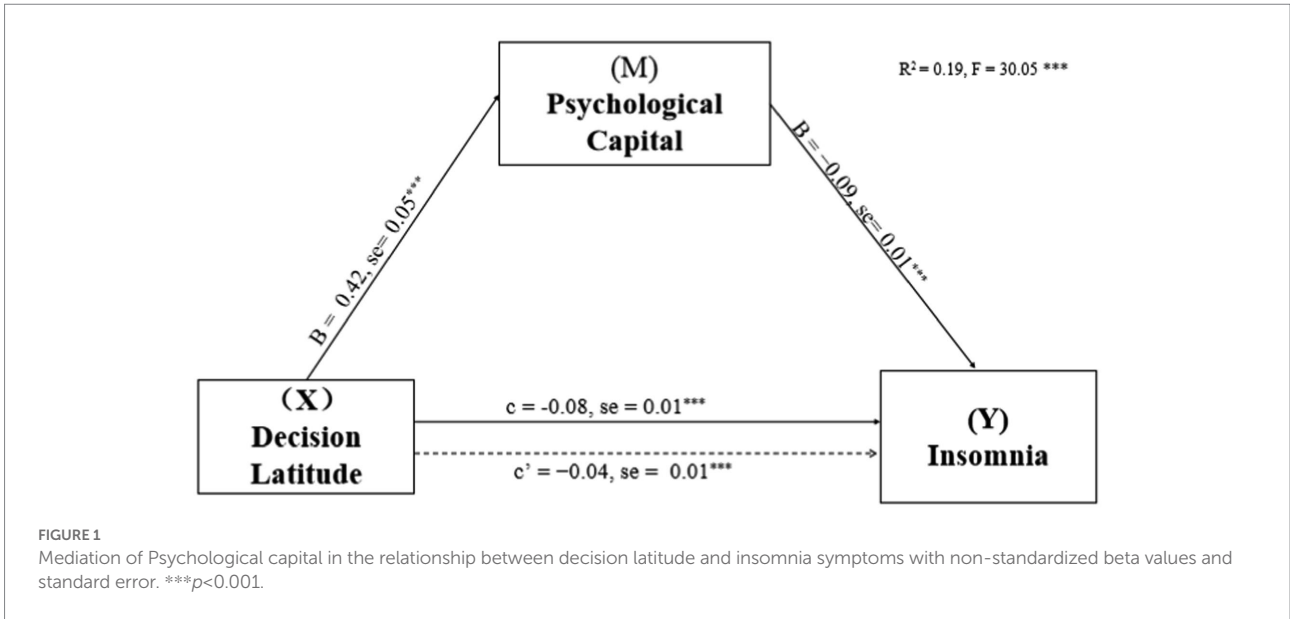 (M)
Psychological
Capital
R² = 0.19, F = 30.05 ***
B = 0.42, se= 0.05***
B = −0.09, se= 0.01***
(X)
Decision
Latitude
c = -0.08, se = 0.01***
c' = −0.04, se = 0.01***
(Y)
Insomnia
FIGURE 1
Mediation of Psychological capital in the relationship between decision latitude and insomnia symptoms with non-standardized beta values and
standard error. ***p<0.001.